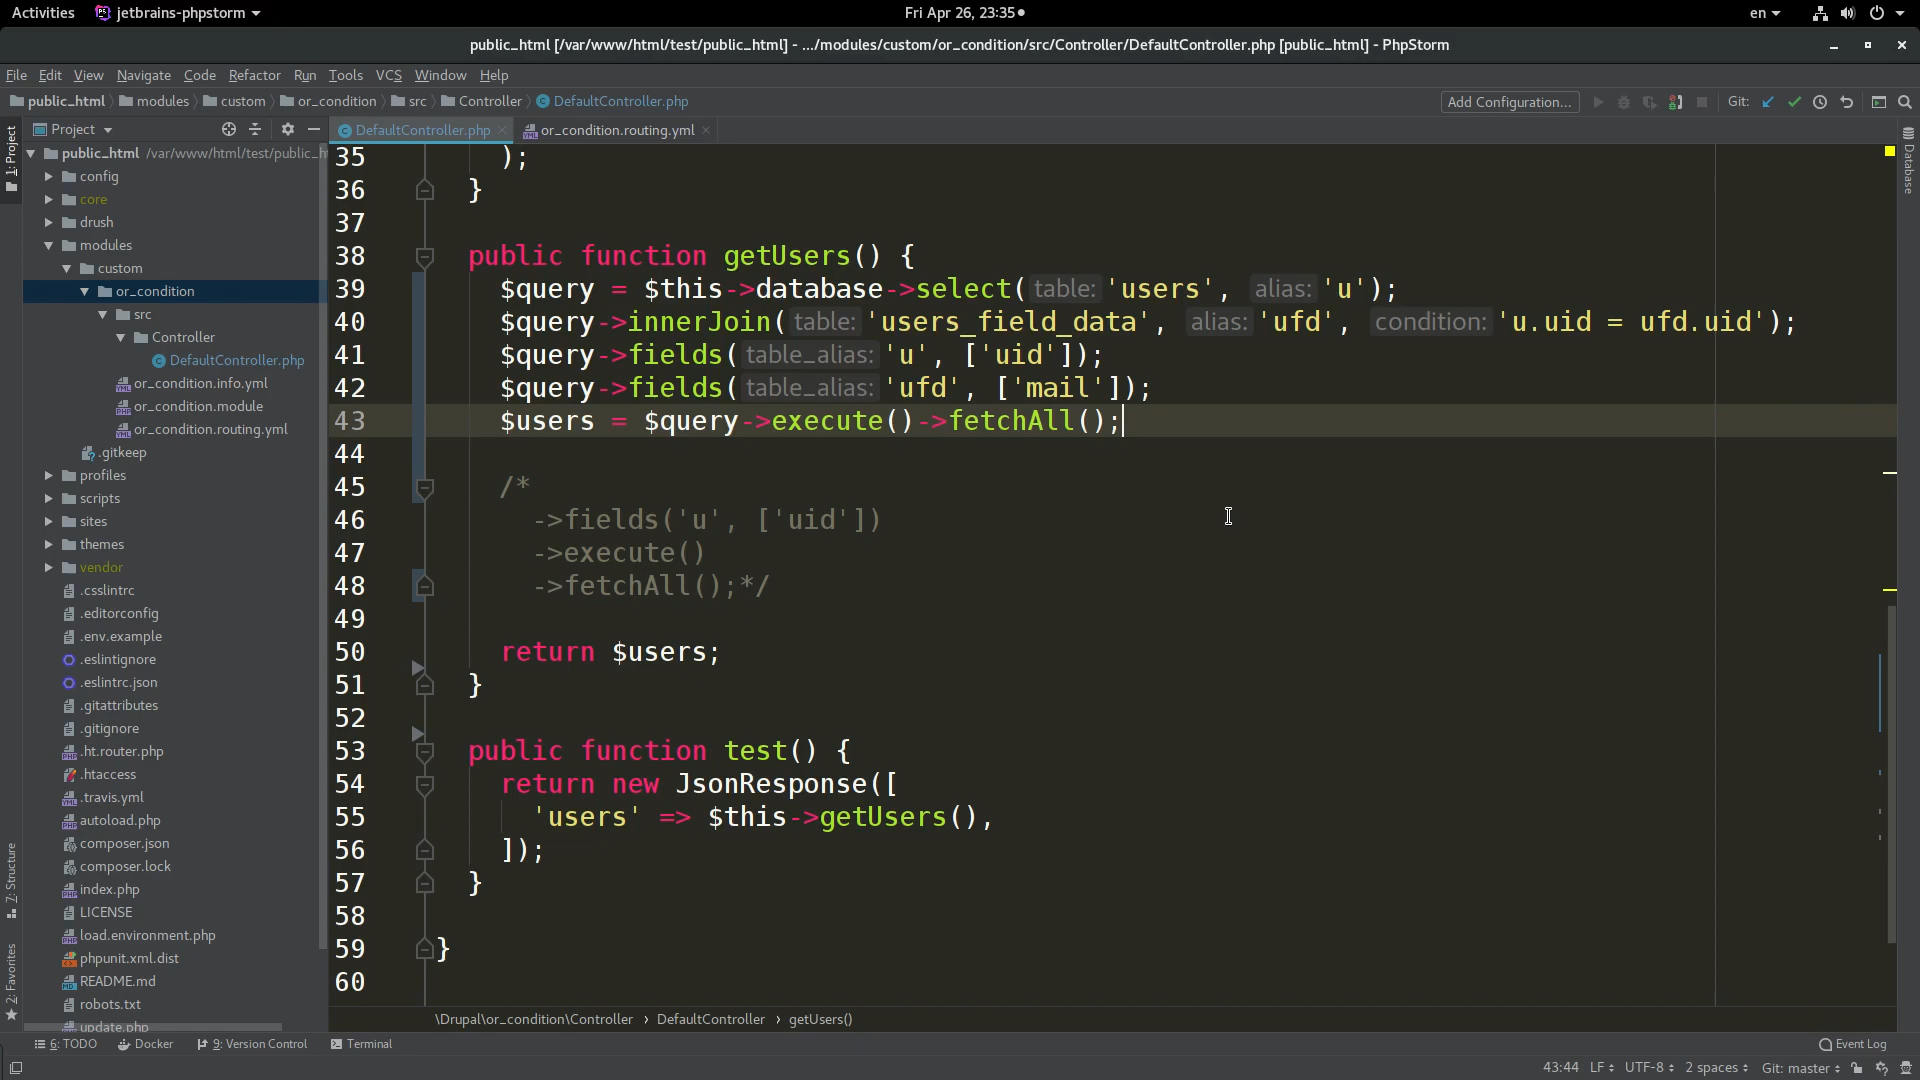 Activities jetbrains-phpstorm Fri Apr 26, 23:35 en
public_html [/var/www/html/test/public_html] - .../modules/custom/or_condition/src/Controller/DefaultController.php [public_html] - PhpStorm
File Edit View Navigate Code Refactor Run Tools VCS Window Help
public_html modules custom or_condition src Controller DefaultController.php Add Configuration... Git:
Project
DefaultController.php or_condition.routing.yml
1: Project
Database
public_html /var/www/html/test/public_h
config
core
drush
modules
custom
or_condition
src
Controller
DefaultController.php
or_condition.info.yml
or_condition.module
or_condition.routing.yml
.gitkeep
profiles
scripts
sites
themes
vendor
.csslintrc
.editorconfig
.env.example
.eslintignore
.eslintrc.json
.gitattributes
.gitignore
.ht.router.php
.htaccess
.travis.yml
autoload.php
composer.json
composer.lock
index.php
LICENSE
load.environment.php
phpunit.xml.dist
README.md
robots.txt
update.php
7: Structure
2: Favorites
35 );
36 }
37
38 public function getUsers() {
39 $query = $this->database->select( table: 'users', alias: 'u');
40 $query->innerJoin( table: 'users_field_data', alias: 'ufd', condition: 'u.uid = ufd.uid');
41 $query->fields( table_alias: 'u', ['uid']);
42 $query->fields( table_alias: 'ufd', ['mail']);
43 $users = $query->execute()->fetchAll();
44
45 /*
46 ->fields('u', ['uid'])
47 ->execute()
48 ->fetchAll();*/
49
50 return $users;
51 }
52
53 public function test() {
54 return new JsonResponse([
55 'users' => $this->getUsers(),
56 ]);
57 }
58
59 }
60
\Drupal\or_condition\Controller › DefaultController › getUsers()
6: TODO Docker 9: Version Control Terminal Event Log
43:44 LF UTF-8 2 spaces Git: master